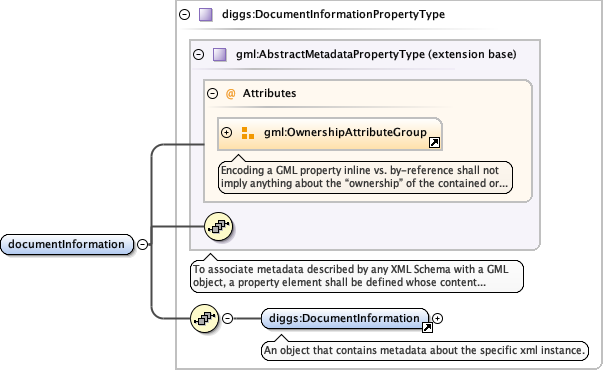 diggs:DocumentInformationPropertyType
gml:AbstractMetadataPropertyType (extension base)
@ Attributes
gml:OwnershipAttributeGroup
Encoding a GML property inline vs. by-reference shall not
imply anything about the “ownership” of the contained or...
documentInformation
To associate metadata described by any XML Schema with a GML
object, a property element shall be defined whose content...
diggs:DocumentInformation
An object that contains metadata about the specific xml instance.